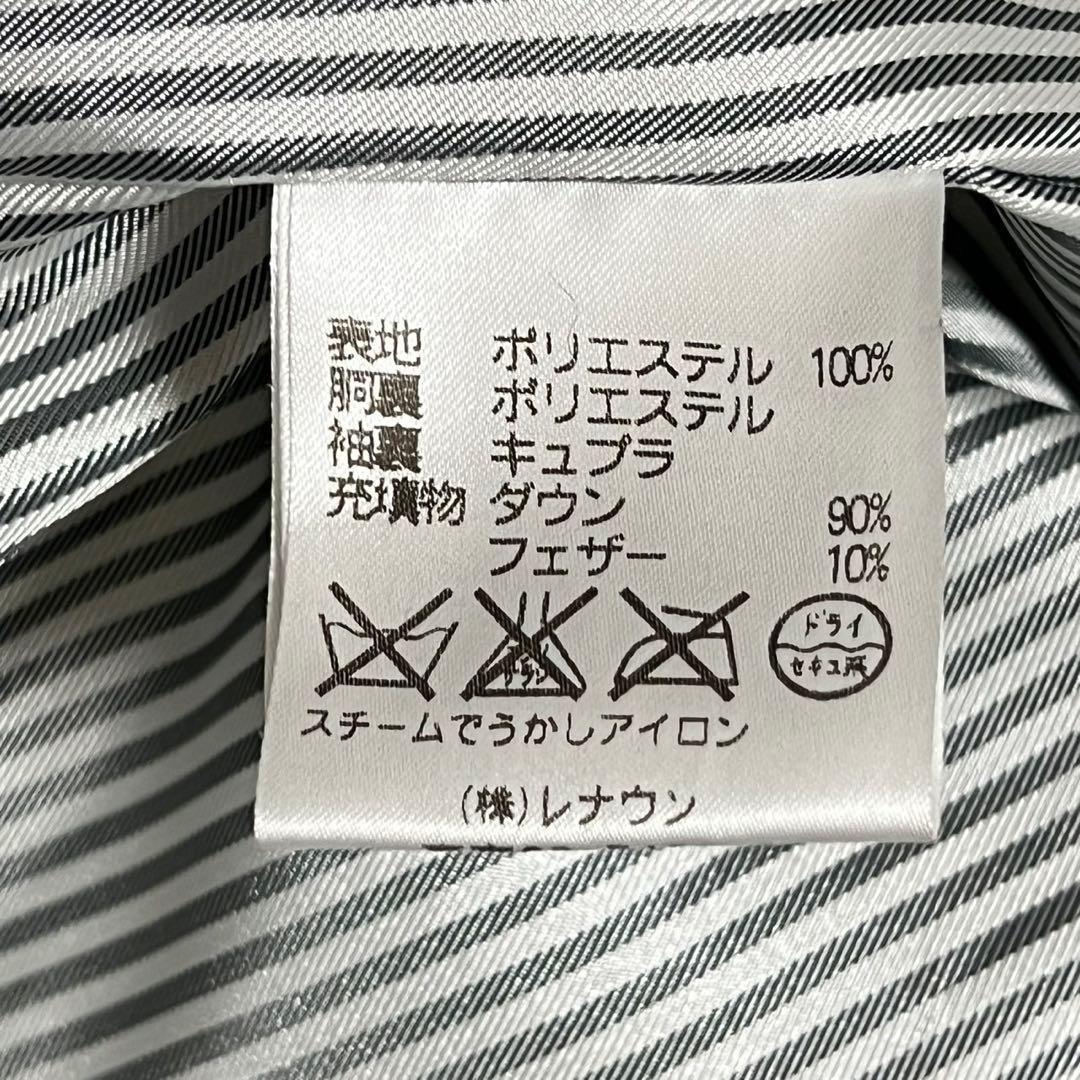 表地 ポリエステル 100%
胴裏 ポリエステル
袖裏 キュプラ
充填物 ダウン 90%
フェザー 10%
ドライ
セキユ系
スチームでうかしアイロン
(株)レナウン